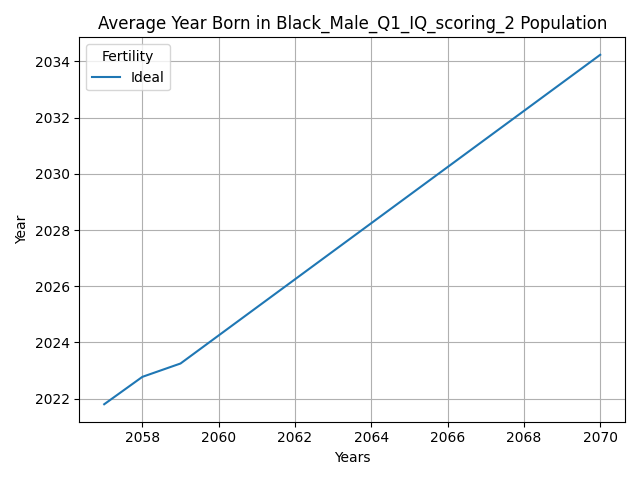 Average Year Born in Black_Male_Q1_IQ_scoring_2 Population
Fertility
Ideal
Year
2034
2032
2030
2028
2026
2024
2022
2058 2060 2062 2064 2066 2068 2070
Years